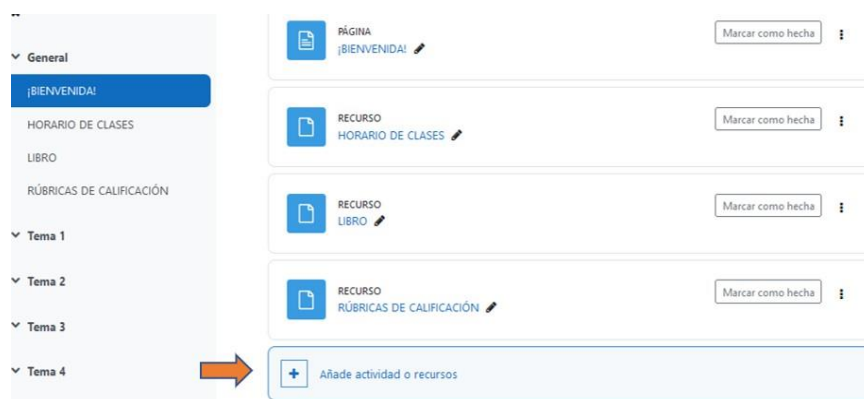 General
¡BIENVENIDA!
HORARIO DE CLASES
LIBRO
RÚBRICAS DE CALIFICACIÓN
Tema 1
Tema 2
Tema 3
Tema 4
PÁGINA
¡BIENVENIDA!
Marcar como hecha
RECURSO
HORARIO DE CLASES
Marcar como hecha
RECURSO
LIBRO
Marcar como hecha
RECURSO
RÚBRICAS DE CALIFICACIÓN
Marcar como hecha
Añade actividad o recursos